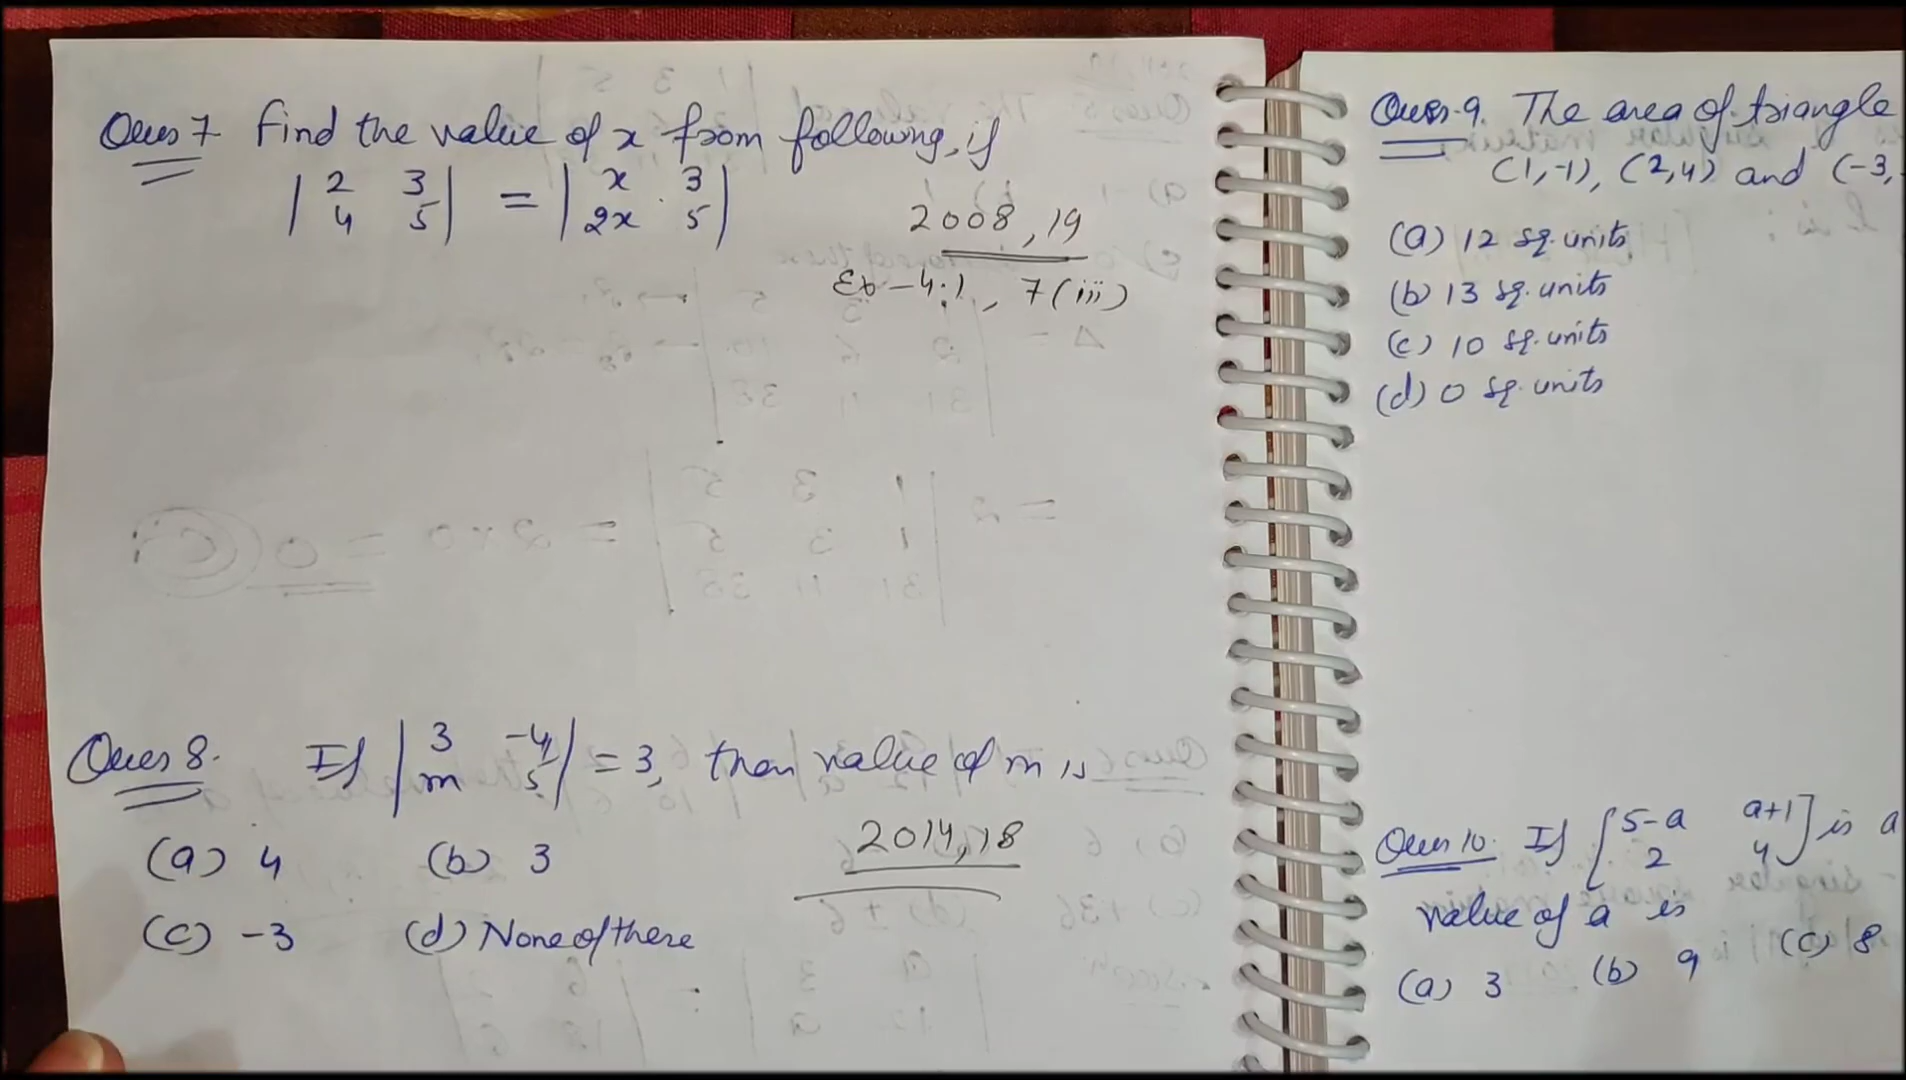 Ques 7 Find the value of x from following, if
| 2 3 | = | x 3 |
| 4 5 | | 2x 5 |
2008, 19
Ex-4.1, 7(iii)
Ques 8. If | 3 -4 | = 3, then value of m is
| m 5 |
(a) 4 (b) 3
2014, 18
(c) -3 (d) None of there
Ques.9. The area of triangle
(1,-1), (2,4) and (-3,
(a) 12 sq. units
(b) 13 sq. units
(c) 10 sq. units
(d) 0 sq. units
Ques 10. If [ 5-a a+1 ] is a
2 4
value of a is
(a) 3 (b) 9 (c) 8